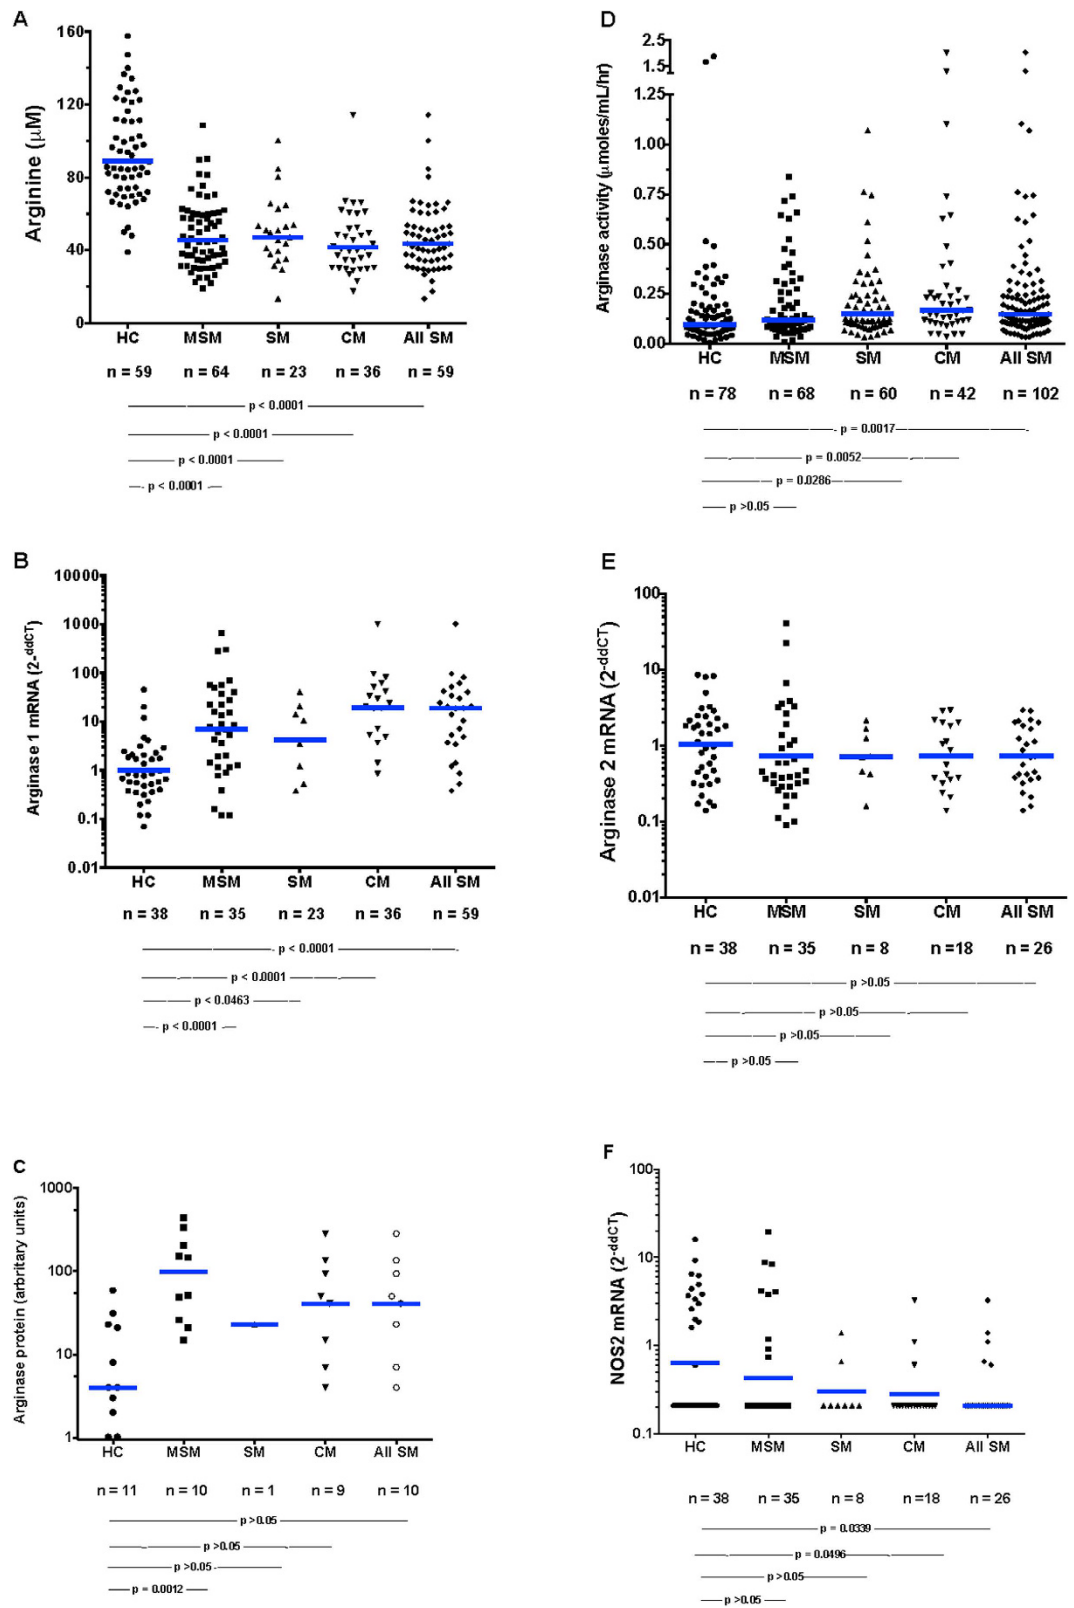 A
160
120
80
40
0
Arginine (μM)
HC MSM SM CM All SM
n = 59 n = 64 n = 23 n = 36 n = 59
p < 0.0001
p < 0.0001
p < 0.0001
p < 0.0001
B
10000
1000
100
10
1
0.1
0.01
Arginase 1 mRNA (2-ddCT)
HC MSM SM CM All SM
n = 38 n = 35 n = 23 n = 36 n = 59
p < 0.0001
p < 0.0001
p < 0.0463
p < 0.0001
C
1000
100
10
1
Arginase protein (arbritary units)
HC MSM SM CM All SM
n = 11 n = 10 n = 1 n = 9 n = 10
p >0.05
p >0.05
p >0.05
p = 0.0012
D
2.5
1.5
1.25
1.00
0.75
0.50
0.25
0.00
Arginase activity (μmoles/mL/hr)
HC MSM SM CM All SM
n = 78 n = 68 n = 60 n = 42 n = 102
p = 0.0017
p = 0.0052
p = 0.0286
p >0.05
E
100
10
1
0.1
0.01
Arginase 2 mRNA (2-ddCT)
HC MSM SM CM All SM
n = 38 n = 35 n = 8 n =18 n = 26
p >0.05
p >0.05
p >0.05
p >0.05
F
100
10
1
0.1
NOS2 mRNA (2-ddCT)
HC MSM SM CM All SM
n = 38 n = 35 n = 8 n =18 n = 26
p = 0.0339
p = 0.0496
p >0.05
p >0.05